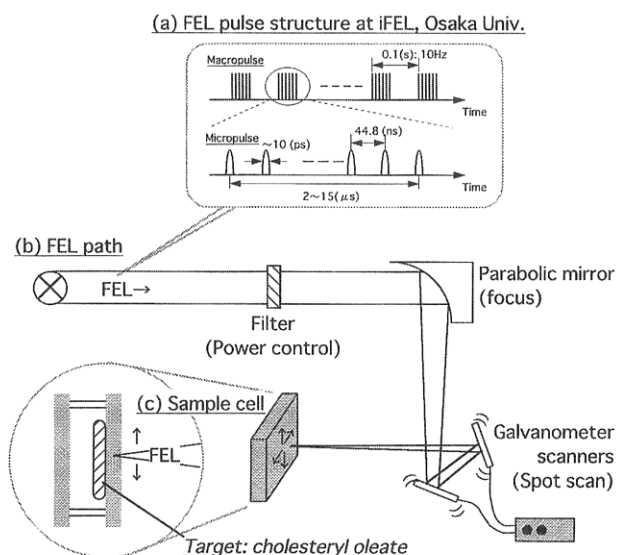 (a) FEL pulse structure at iFEL, Osaka Univ.
Macropulse
0.1(s): 10Hz
Time
Micropulse
~10 (ps)
44.8 (ns)
Time
2~15(μs)
(b) FEL path
FEL→
Filter
(Power control)
Parabolic mirror
(focus)
(c) Sample cell
FEL
Galvanometer
scanners
(Spot scan)
Target: cholesteryl oleate